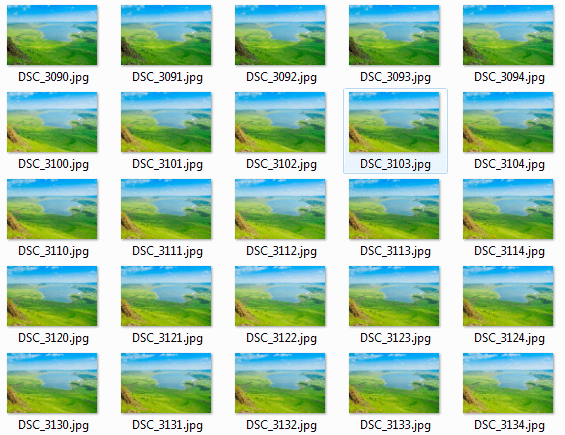 DSC_3090.jpg DSC_3091.jpg DSC_3092.jpg DSC_3093.jpg DSC_3094.jpg
DSC_3100.jpg DSC_3101.jpg DSC_3102.jpg DSC_3103.jpg DSC_3104.jpg
DSC_3110.jpg DSC_3111.jpg DSC_3112.jpg DSC_3113.jpg DSC_3114.jpg
DSC_3120.jpg DSC_3121.jpg DSC_3122.jpg DSC_3123.jpg DSC_3124.jpg
DSC_3130.jpg DSC_3131.jpg DSC_3132.jpg DSC_3133.jpg DSC_3134.jpg